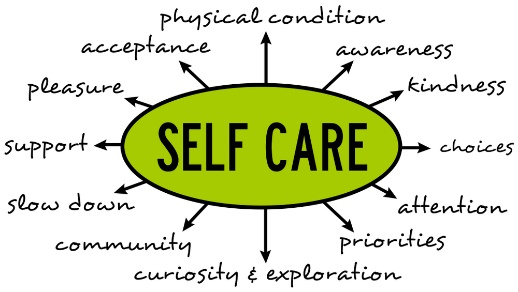 physical condition
acceptance
awareness
pleasure
kindness
SELF CARE
support
choices
slow down
attention
community
priorities
curiosity & exploration